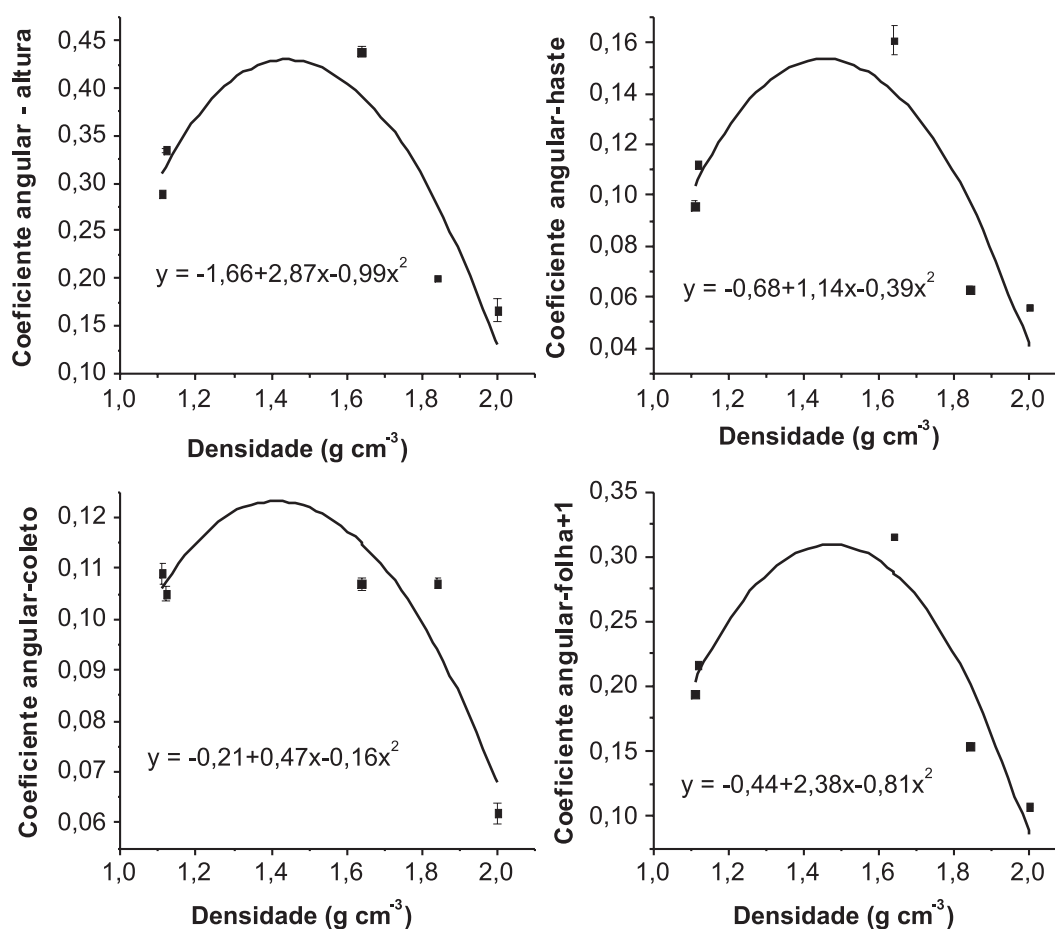 Coeficiente angular - altura
0,45
0,40
0,35
0,30
0,25
0,20
0,15
0,10
y = -1,66+2,87x-0,99x²
1,0 1,2 1,4 1,6 1,8 2,0
Densidade (g cm⁻³)
Coeficiente angular-haste
0,16
0,14
0,12
0,10
0,08
0,06
0,04
y = -0,68+1,14x-0,39x²
1,0 1,2 1,4 1,6 1,8 2,0
Densidade (g cm⁻³)
Coeficiente angular-coleto
0,12
0,11
0,10
0,09
0,08
0,07
0,06
y = -0,21+0,47x-0,16x²
1,0 1,2 1,4 1,6 1,8 2,0
Densidade (g cm⁻³)
Coeficiente angular-folha+1
0,35
0,30
0,25
0,20
0,15
0,10
y = -0,44+2,38x-0,81x²
1,0 1,2 1,4 1,6 1,8 2,0
Densidade (g cm⁻³)